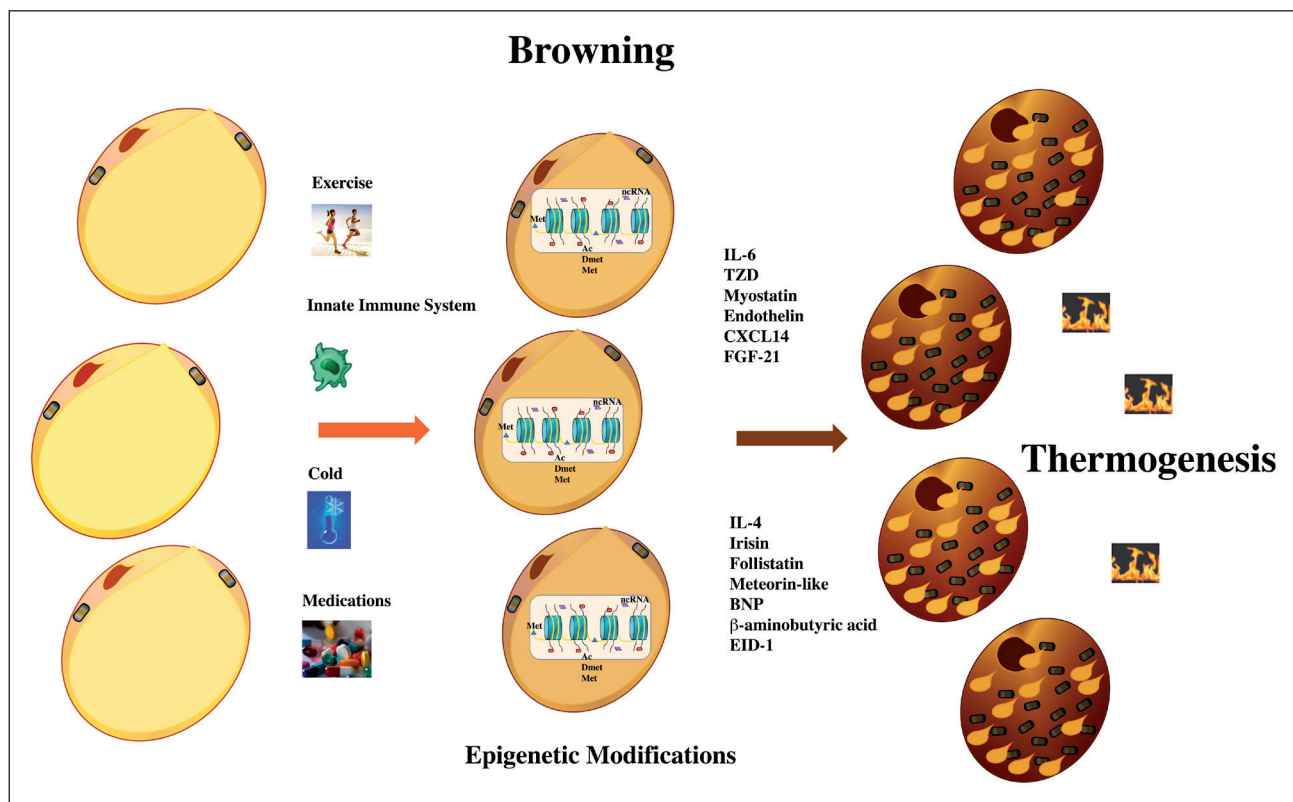 Browning
Exercise
Innate Immune System
Cold
Medications
ncRNA
Met
Ac
Dmet
Met
ncRNA
Met
Ac
Dmet
Met
ncRNA
Met
Ac
Dmet
Met
Epigenetic Modifications
IL-6
TZD
Myostatin
Endothelin
CXCL14
FGF-21
IL-4
Irisin
Follistatin
Meteorin-like
BNP
β-aminobutyric acid
EID-1
Thermogenesis